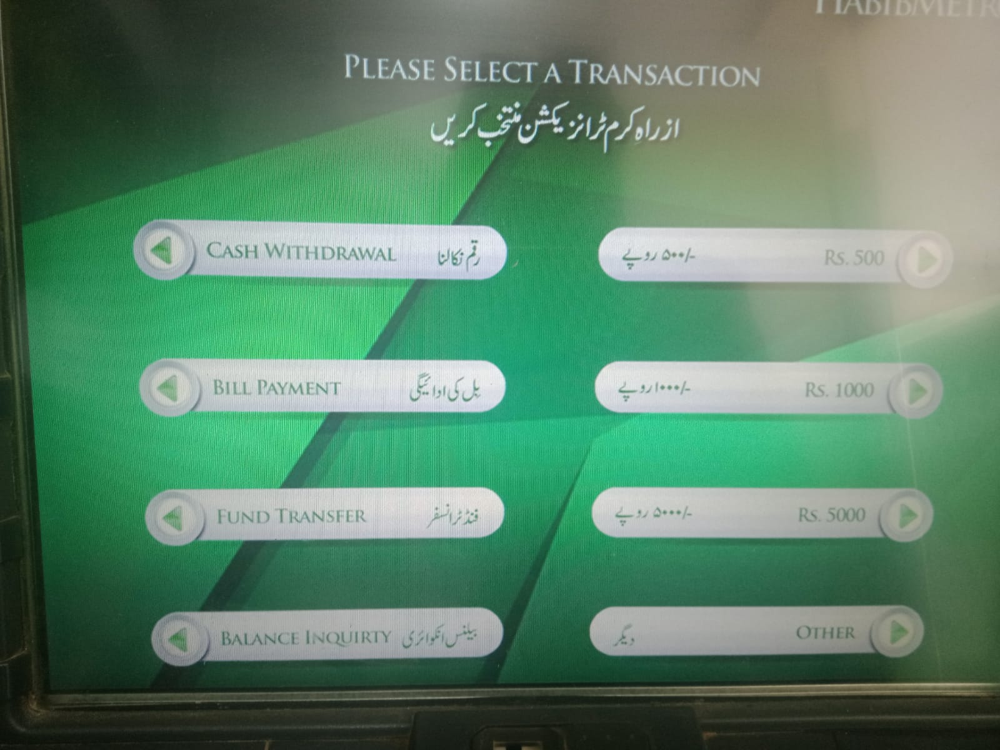 HABIBMETR
PLEASE SELECT A TRANSACTION
از راہِ کرم ٹرانزیکشن منتخب کریں
CASH WITHDRAWAL رقم نکالنا
۵۰۰/- روپے Rs. 500
BILL PAYMENT بل کی ادائیگی
۱۰۰۰/- روپے Rs. 1000
FUND TRANSFER فنڈ ٹرانسفر
۵۰۰۰/- روپے Rs. 5000
BALANCE INQUIRTY بیلنس انکوائری
دیگر OTHER